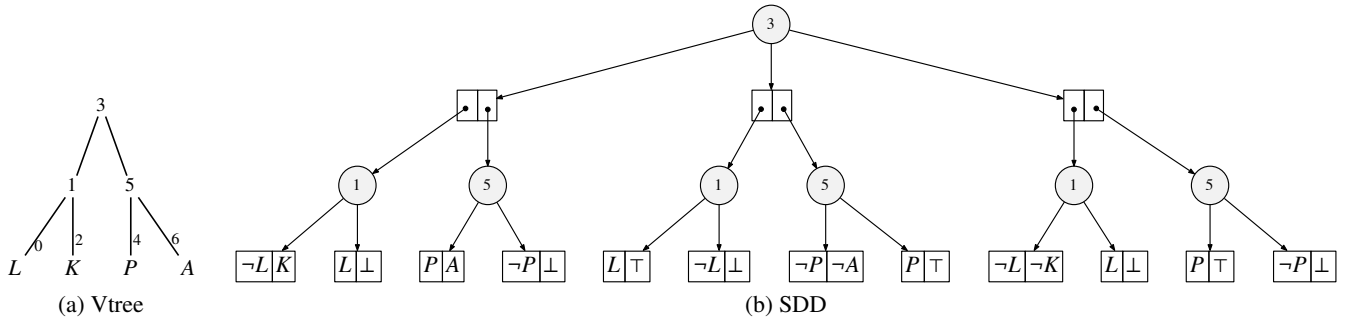 3
3
1 5
0 2 4 6
L K P A
1 5 1 5 1 5
¬L K L ⊥ P A ¬P ⊥ L ⊤ ¬L ⊥ ¬P ¬A P ⊤ ¬L ¬K L ⊥ P ⊤ ¬P ⊥
(a) Vtree (b) SDD